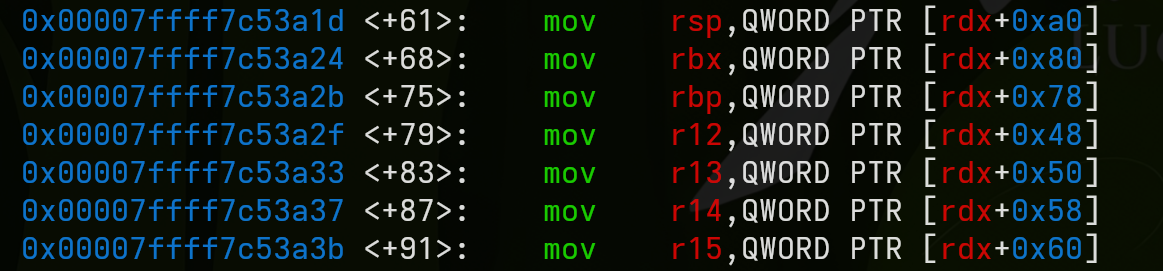 0x00007ffff7c53a1d <+61>: mov rsp,QWORD PTR [rdx+0xa0]
0x00007ffff7c53a24 <+68>: mov rbx,QWORD PTR [rdx+0x80]
0x00007ffff7c53a2b <+75>: mov rbp,QWORD PTR [rdx+0x78]
0x00007ffff7c53a2f <+79>: mov r12,QWORD PTR [rdx+0x48]
0x00007ffff7c53a33 <+83>: mov r13,QWORD PTR [rdx+0x50]
0x00007ffff7c53a37 <+87>: mov r14,QWORD PTR [rdx+0x58]
0x00007ffff7c53a3b <+91>: mov r15,QWORD PTR [rdx+0x60]